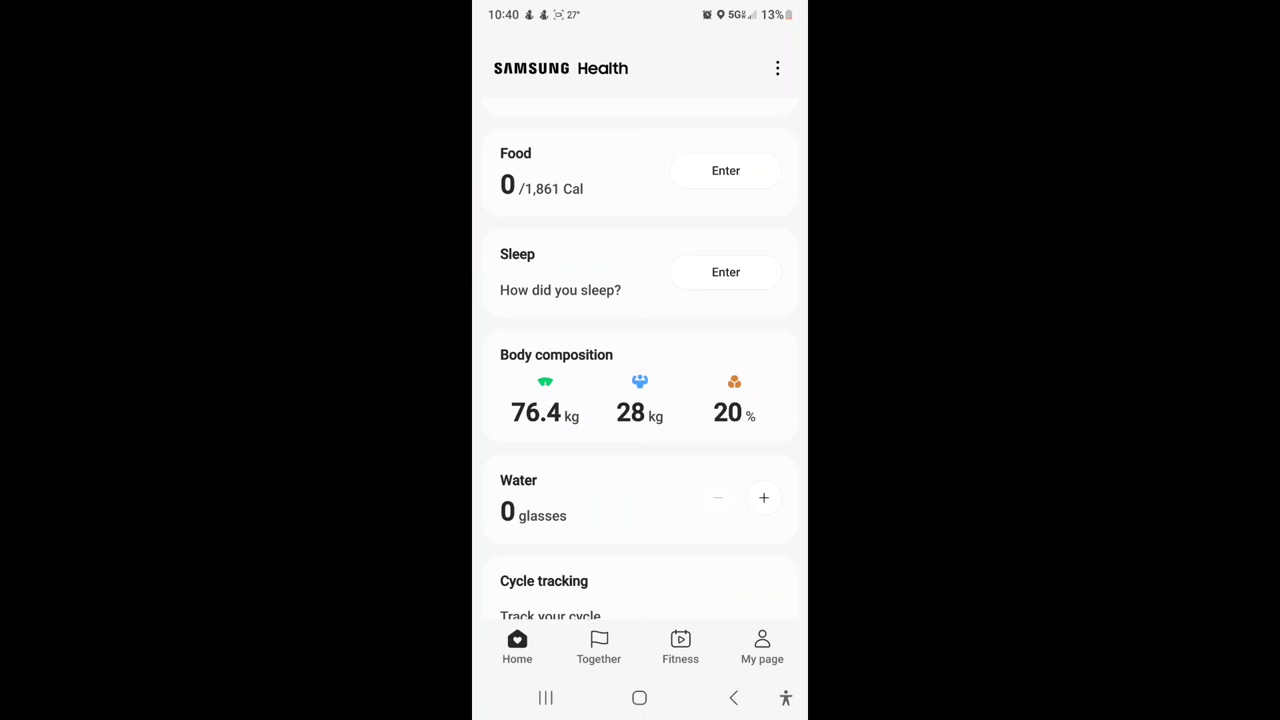 10:40 27° 5G 13%
SAMSUNG Health
Food
0 /1,861 Cal
Enter
Sleep
How did you sleep?
Enter
Body composition
76.4 kg 28 kg 20 %
Water
0 glasses
Cycle tracking
Track your cycle
Home Together Fitness My page